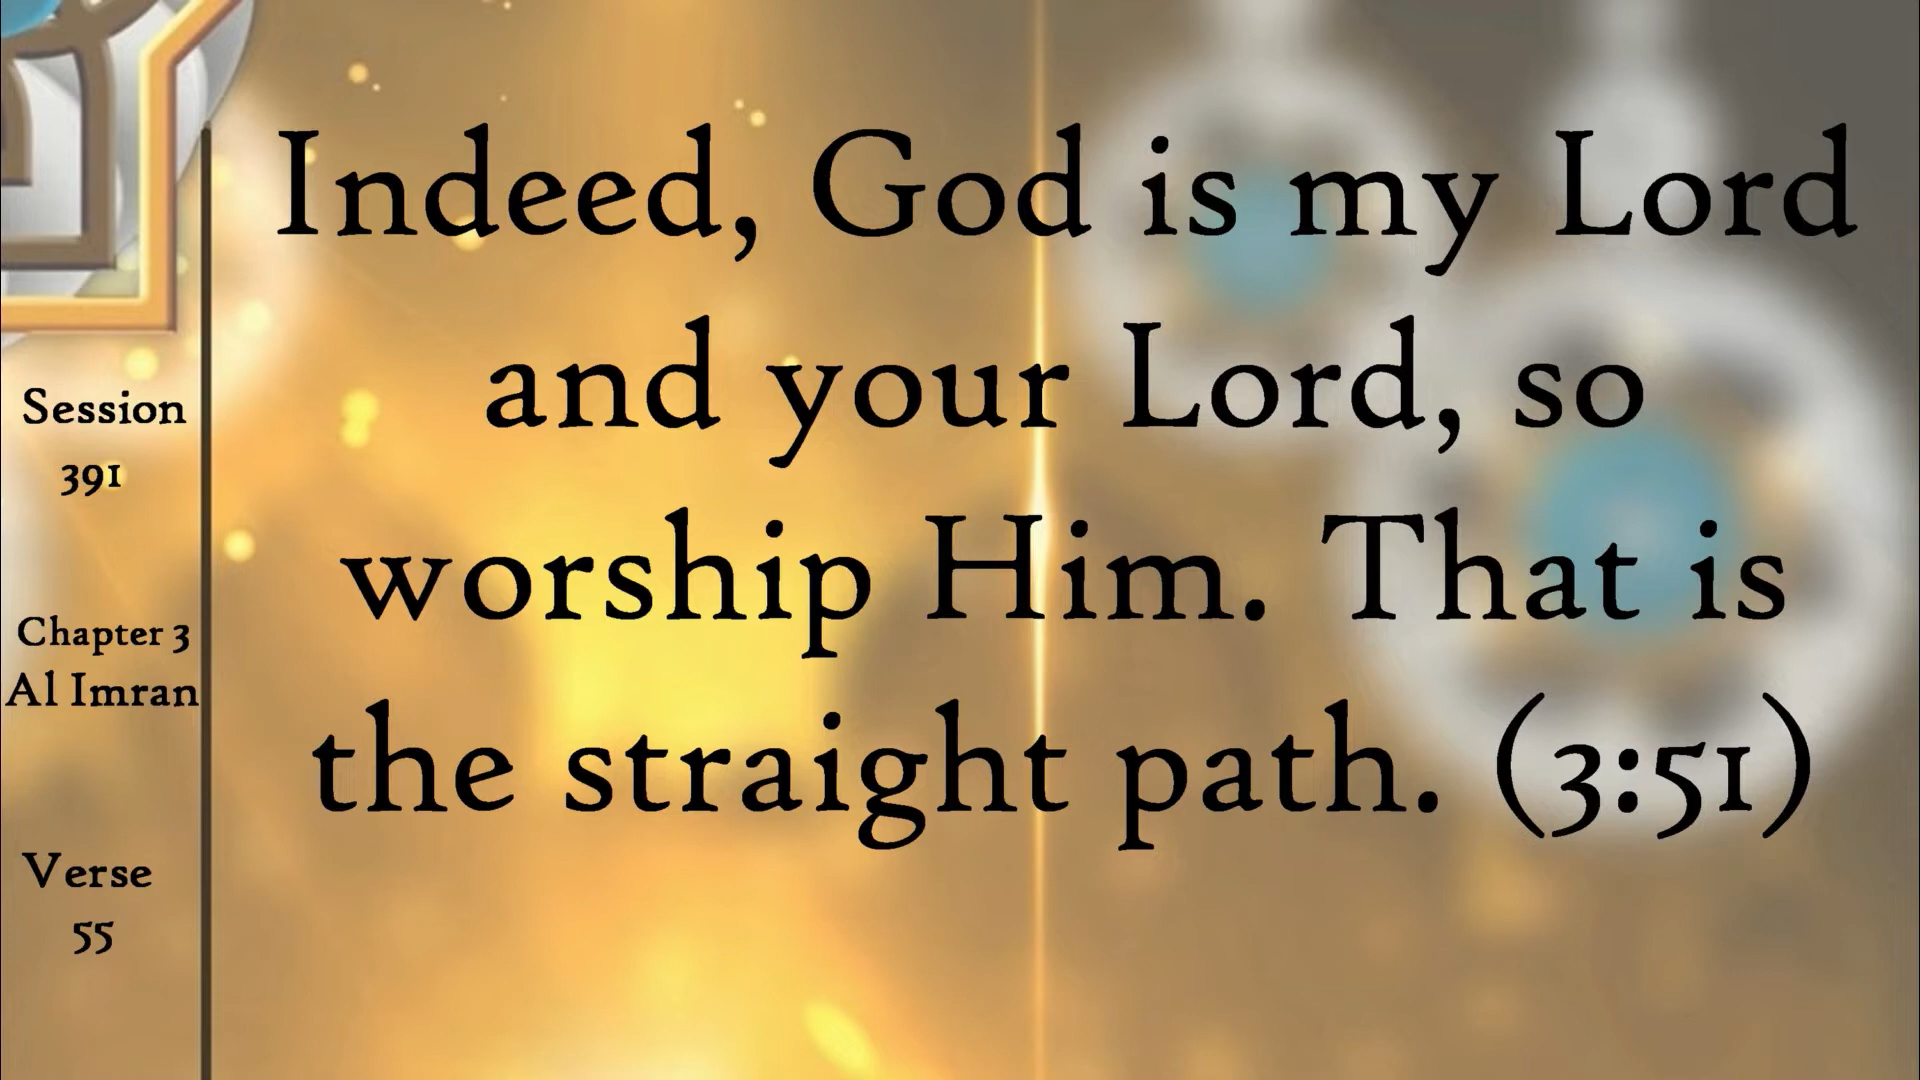 Session
391
Chapter 3
Al Imran
Verse
55
Indeed, God is my Lord
and your Lord, so
worship Him. That is
the straight path. (3:51)